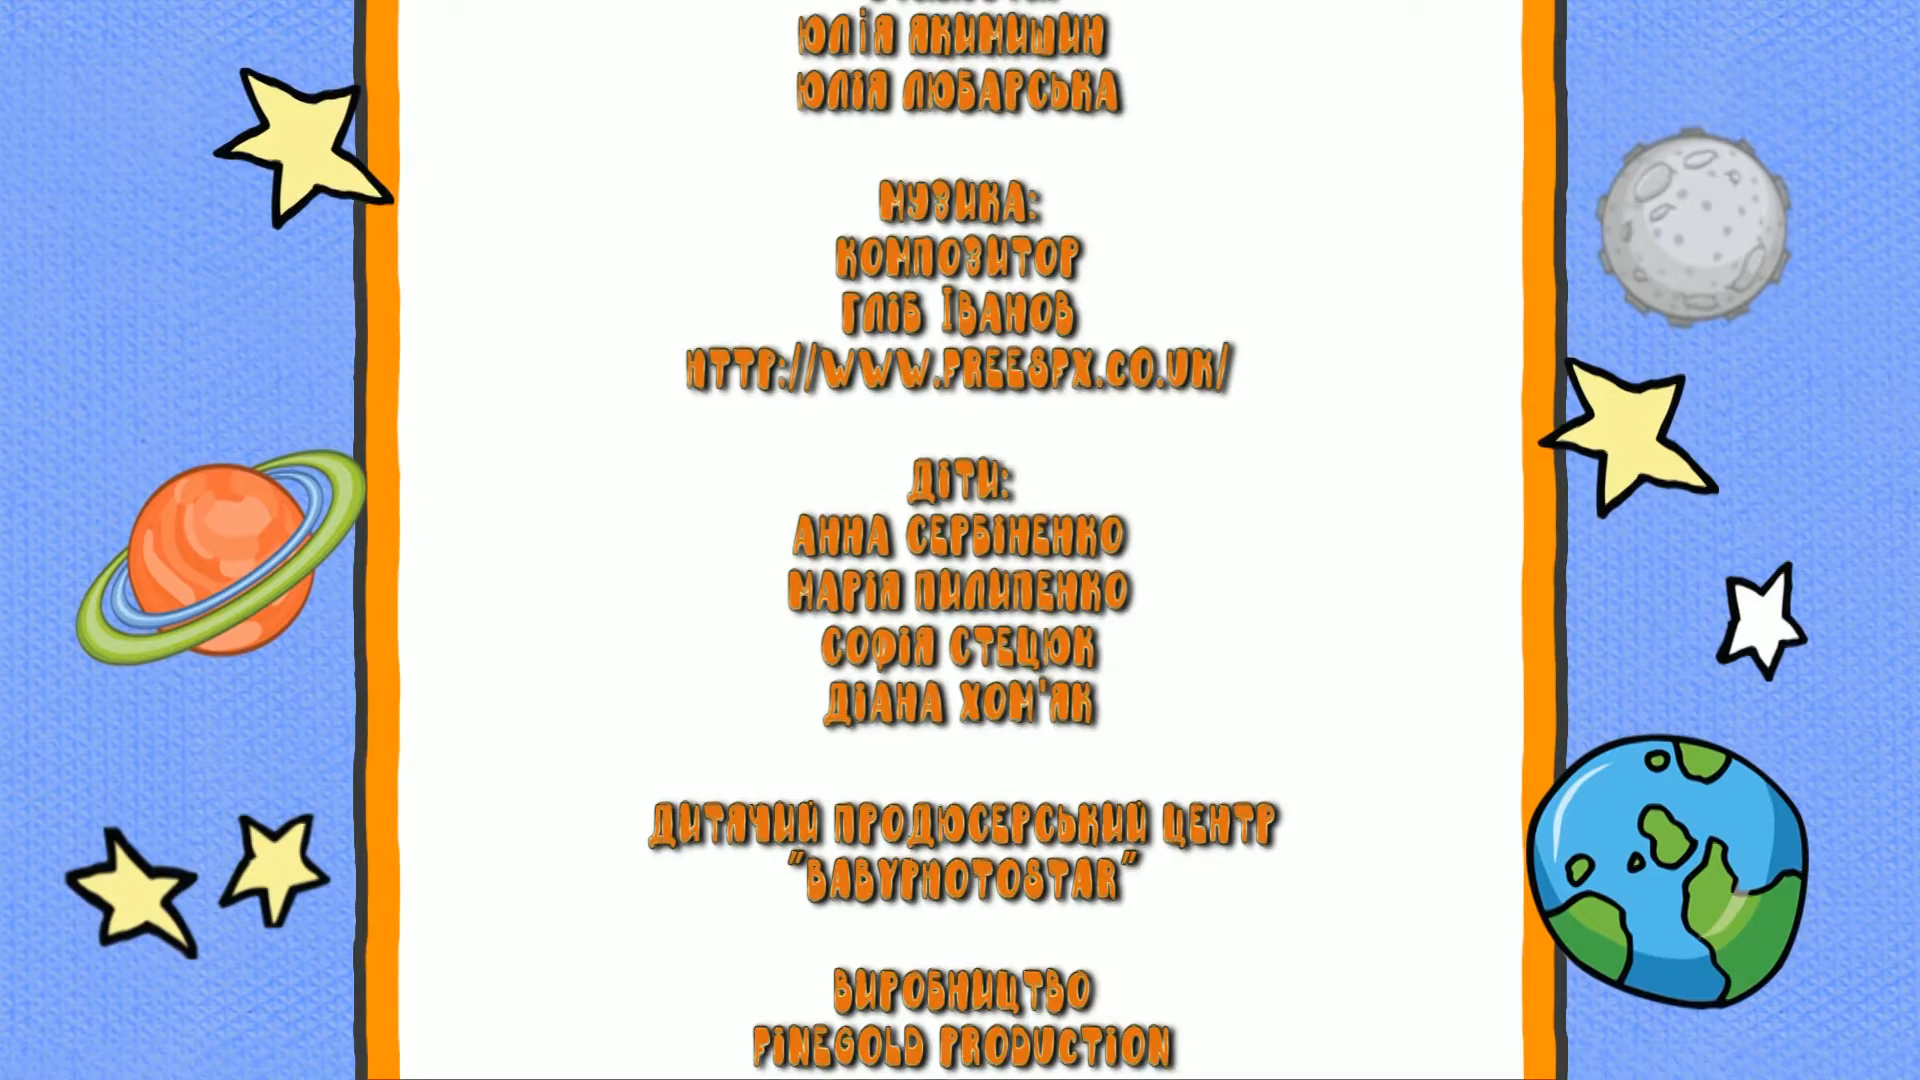 ЮЛІЯ ЯКИМИШИН
ЮЛІЯ ЛЮБАРСЬКА
МУЗИКА:
КОМПОЗИТОР
ГЛІБ ІВАНОВ
HTTP://WWW.FREESFX.CO.UK/
ДІТИ:
АННА СЕРБІНЕНКО
МАРІЯ ПИЛИПЕНКО
СОФІЯ СТЕЦЮК
ДІАНА ХОМ'ЯК
ДИТЯЧИЙ ПРОДЮСЕРСЬКИЙ ЦЕНТР
"BABYPHOTOSTAR"
ВИРОБНИЦТВО
FINEGOLD PRODUCTION